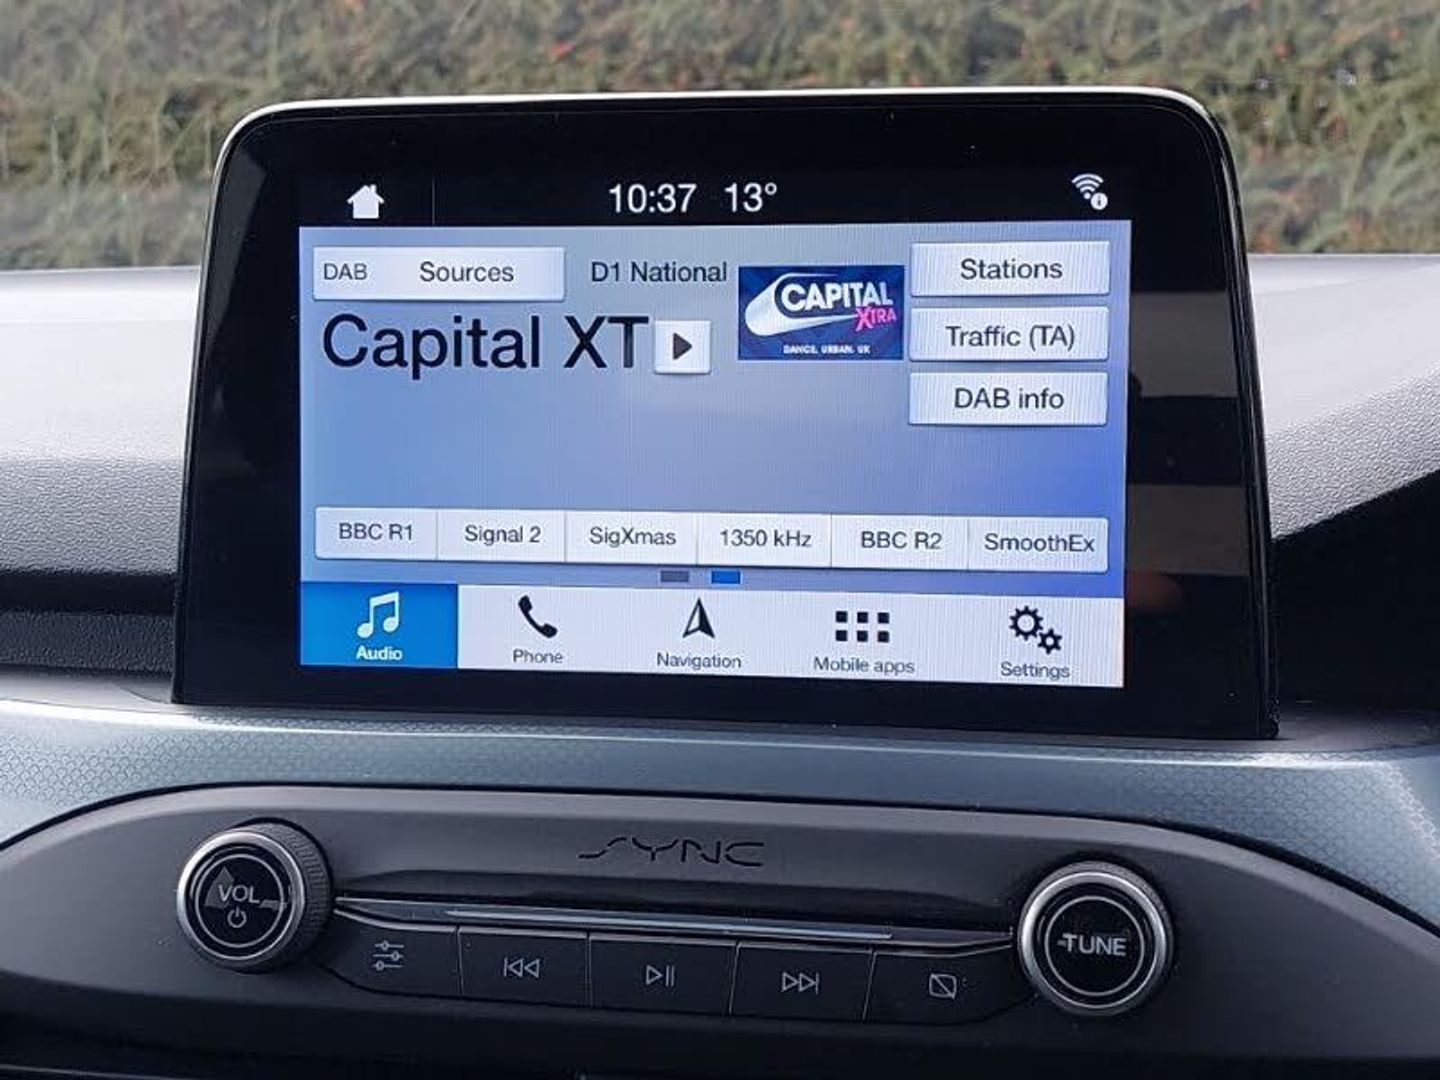 10:37 13°
DAB Sources
D1 National
CAPITAL
XTRA
DANCE. URBAN. UK
Stations
Capital XT
Traffic (TA)
DAB info
BBC R1 Signal 2 SigXmas 1350 kHz BBC R2 SmoothEx
Audio Phone Navigation Mobile apps Settings
SYNC
VOL
TUNE